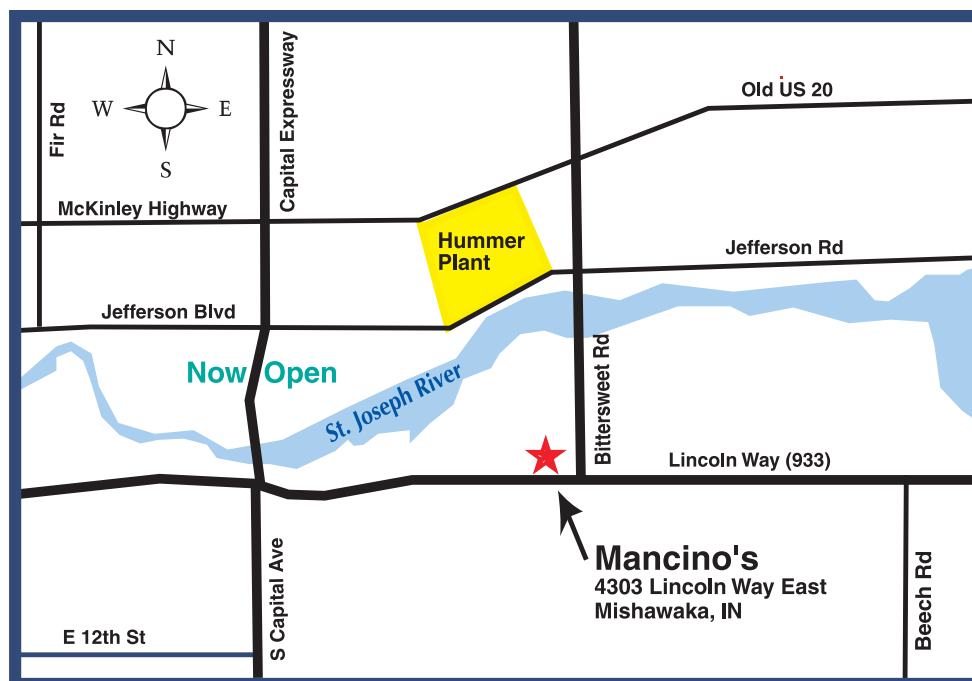 N
W E
S
Fir Rd
Capital Expressway
Old US 20
McKinley Highway
Hummer
Plant
Jefferson Rd
Jefferson Blvd
Now Open
St. Joseph River
Bittersweet Rd
Lincoln Way (933)
Mancino's
4303 Lincoln Way East
Mishawaka, IN
S Capital Ave
E 12th St
Beech Rd